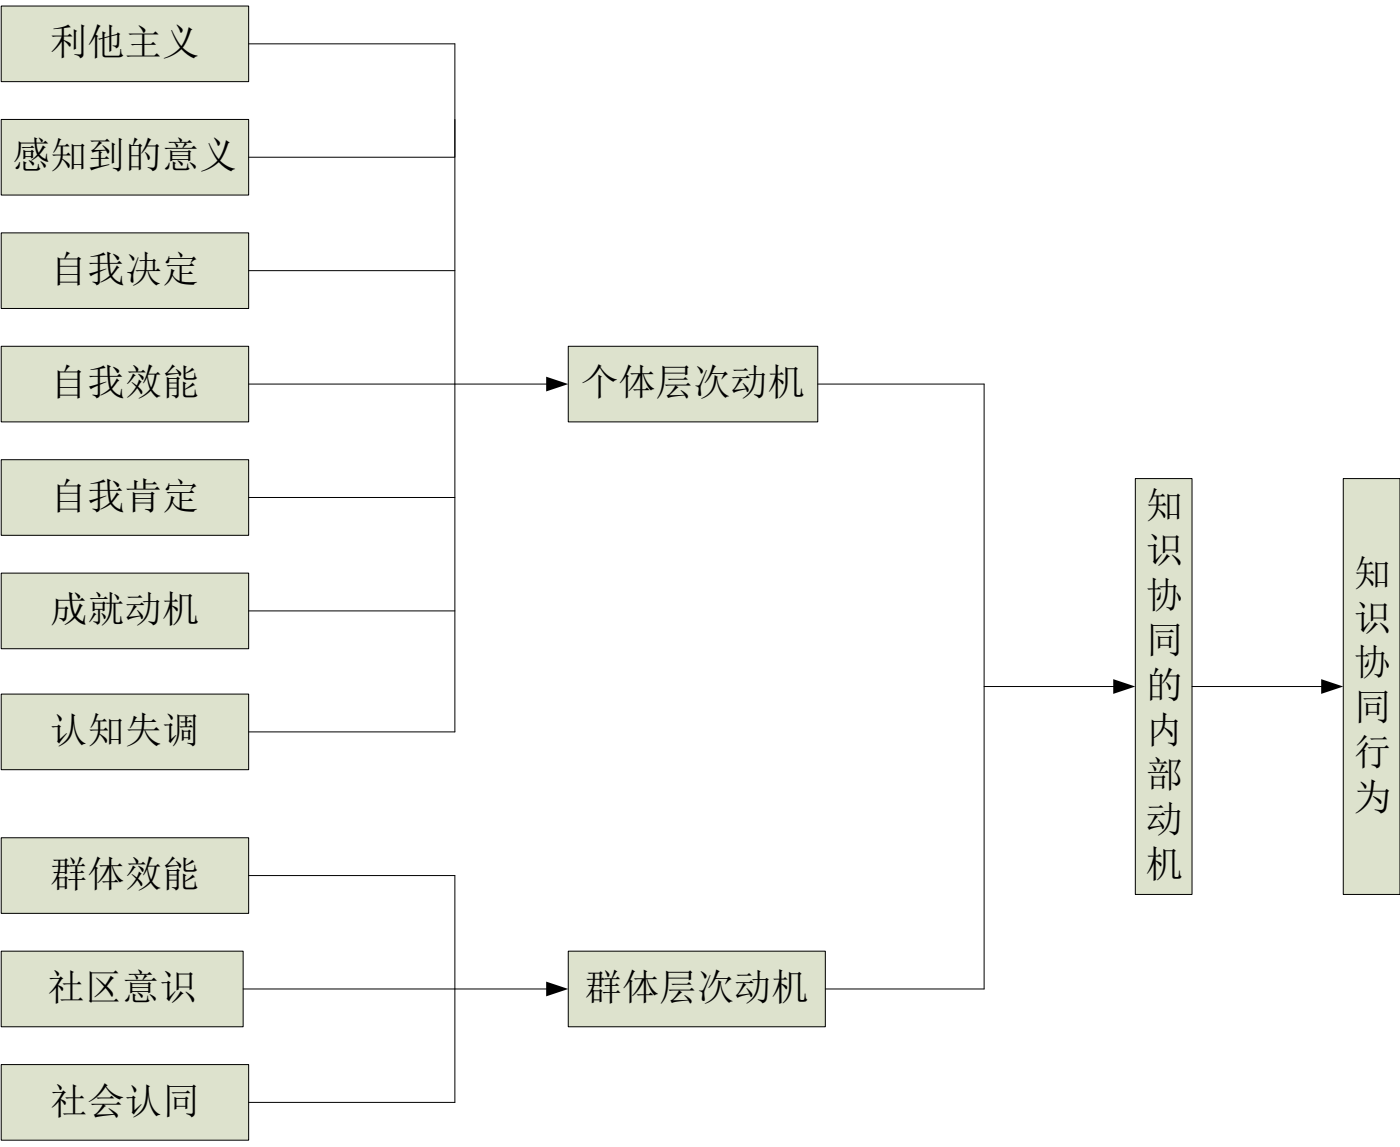 利他主义
感知到的意义
自我决定
自我效能
自我肯定
成就动机
认知失调
群体效能
社区意识
社会认同
个体层次动机
群体层次动机
知识协同的内部动机
知识协同行为